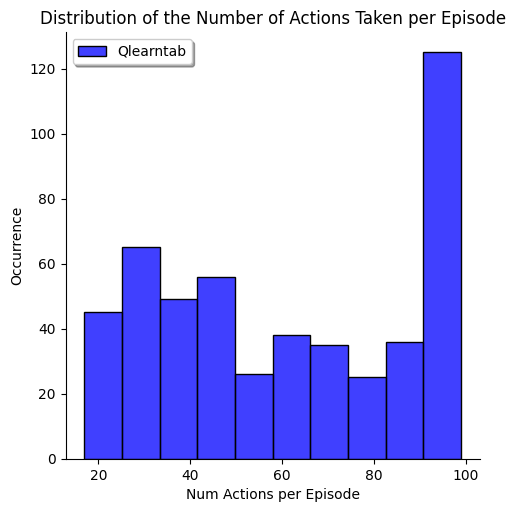 Distribution of the Number of Actions Taken per Episode
Qlearntab
120
100
80
60
40
20
0
Occurrence
20 40 60 80 100
Num Actions per Episode